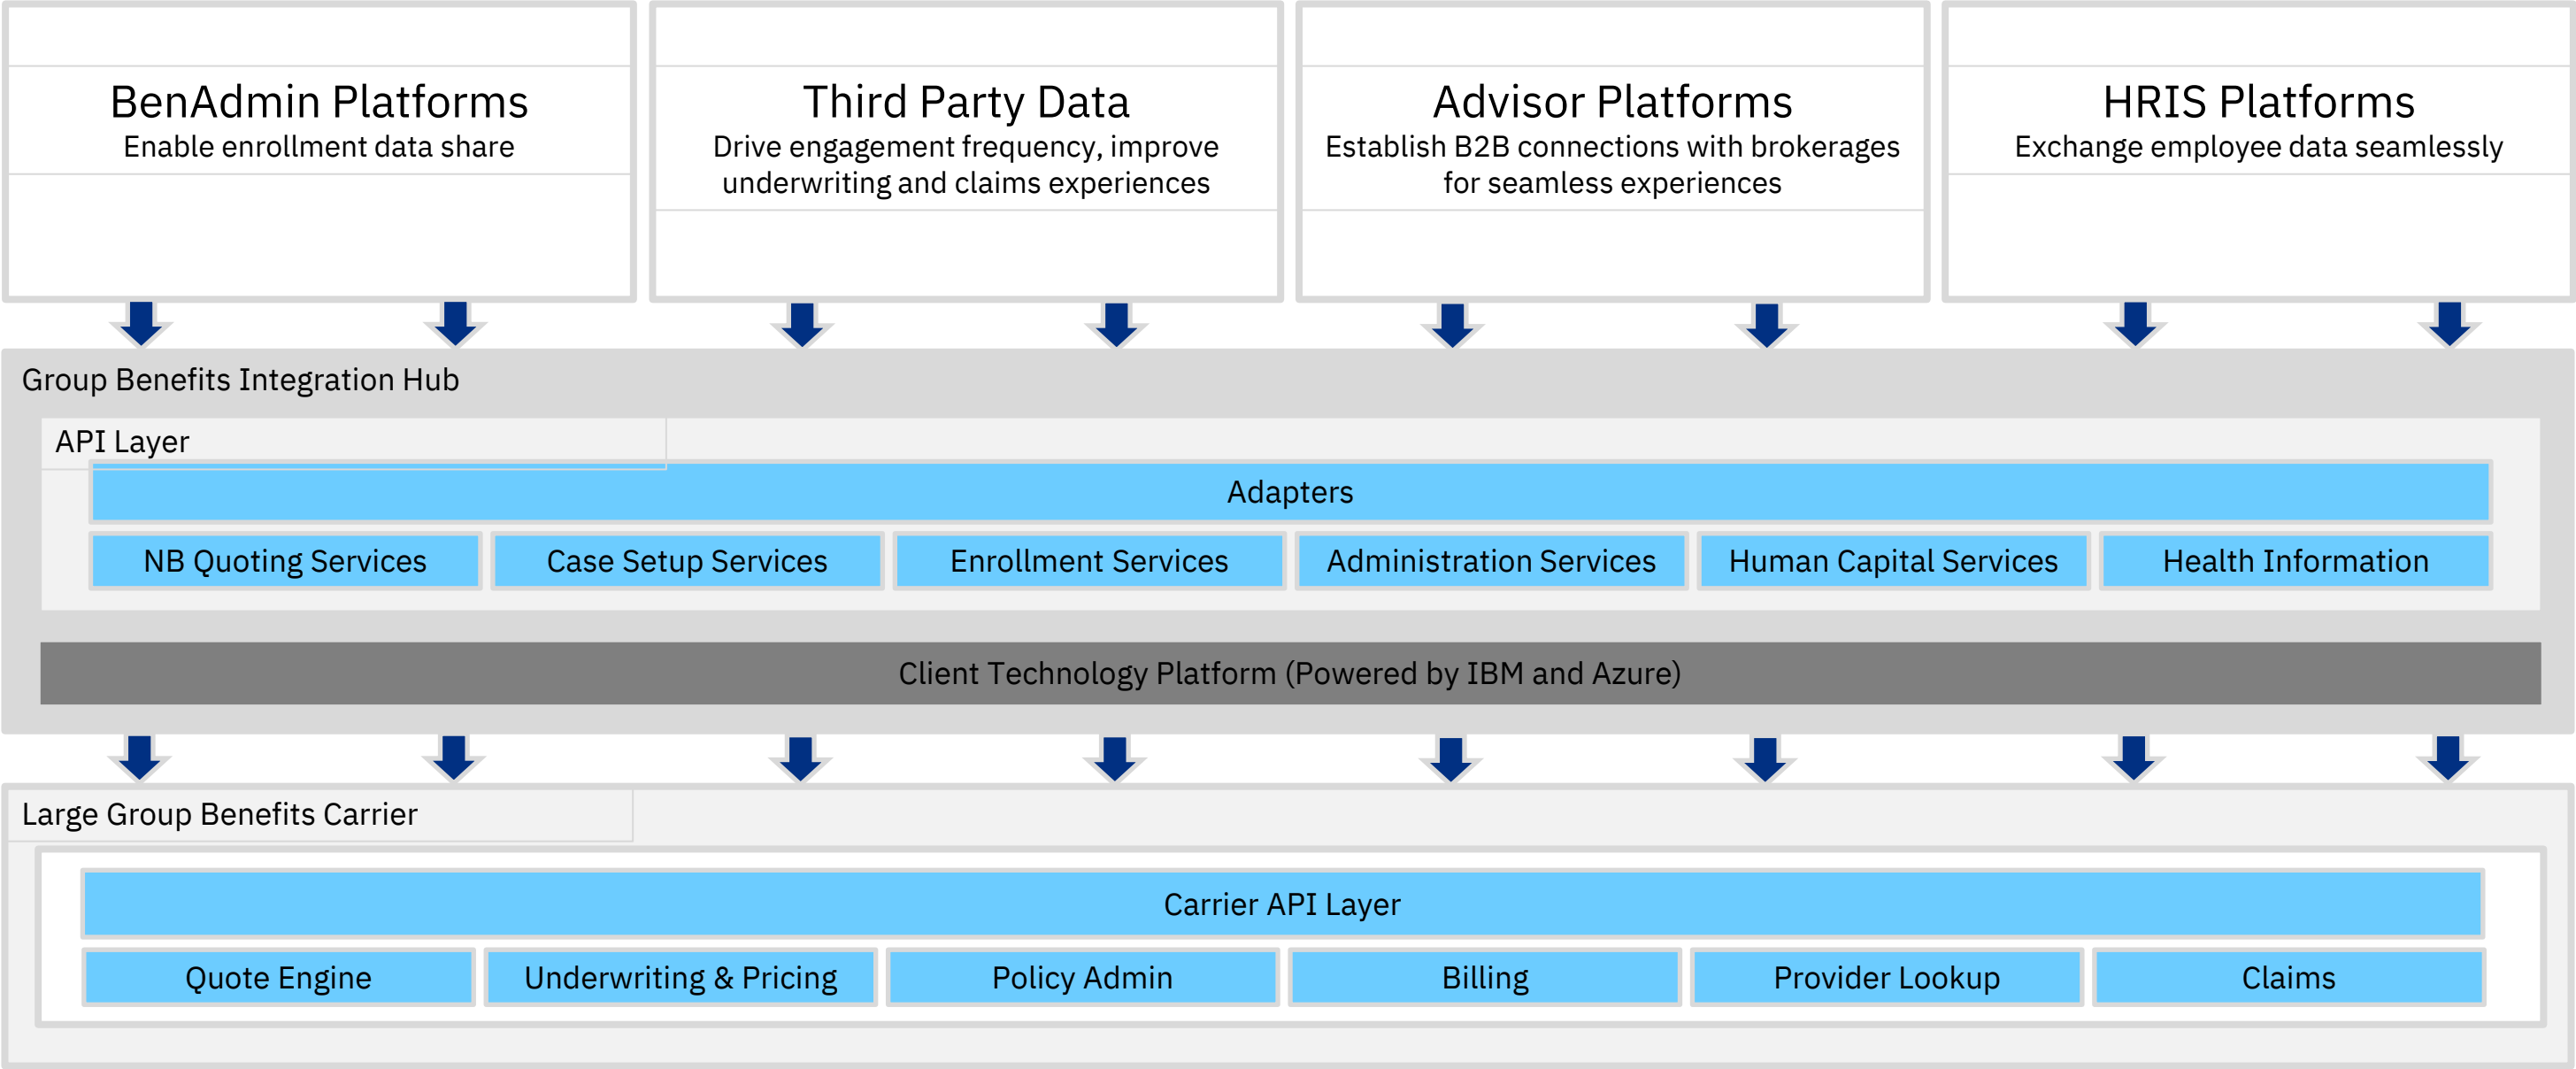 BenAdmin Platforms
Enable enrollment data share
Third Party Data
Drive engagement frequency, improve
underwriting and claims experiences
Advisor Platforms
Establish B2B connections with brokerages
for seamless experiences
HRIS Platforms
Exchange employee data seamlessly
Group Benefits Integration Hub
API Layer
Adapters
NB Quoting Services
Case Setup Services
Enrollment Services
Administration Services
Human Capital Services
Health Information
Client Technology Platform (Powered by IBM and Azure)
Large Group Benefits Carrier
Carrier API Layer
Quote Engine
Underwriting & Pricing
Policy Admin
Billing
Provider Lookup
Claims